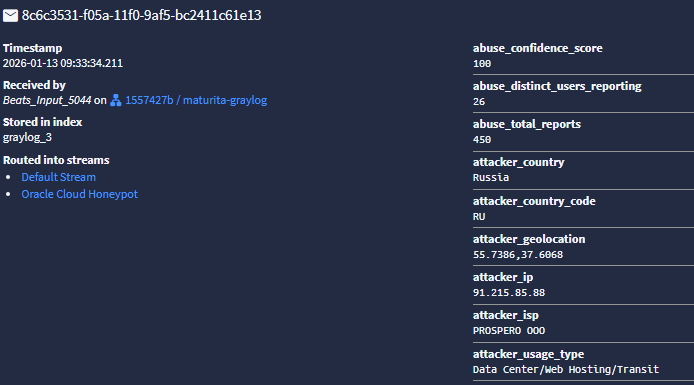 8c6c3531-f05a-11f0-9af5-bc2411c61e13
Timestamp
2026-01-13 09:33:34.211
Received by
Beats_Input_5044 on 1557427b / maturita-graylog
Stored in index
graylog_3
Routed into streams
• Default Stream
• Oracle Cloud Honeypot
abuse_confidence_score
100
abuse_distinct_users_reporting
26
abuse_total_reports
450
attacker_country
Russia
attacker_country_code
RU
attacker_geolocation
55.7386,37.6068
attacker_ip
91.215.85.88
attacker_isp
PROSPERO OOO
attacker_usage_type
Data Center/Web Hosting/Transit